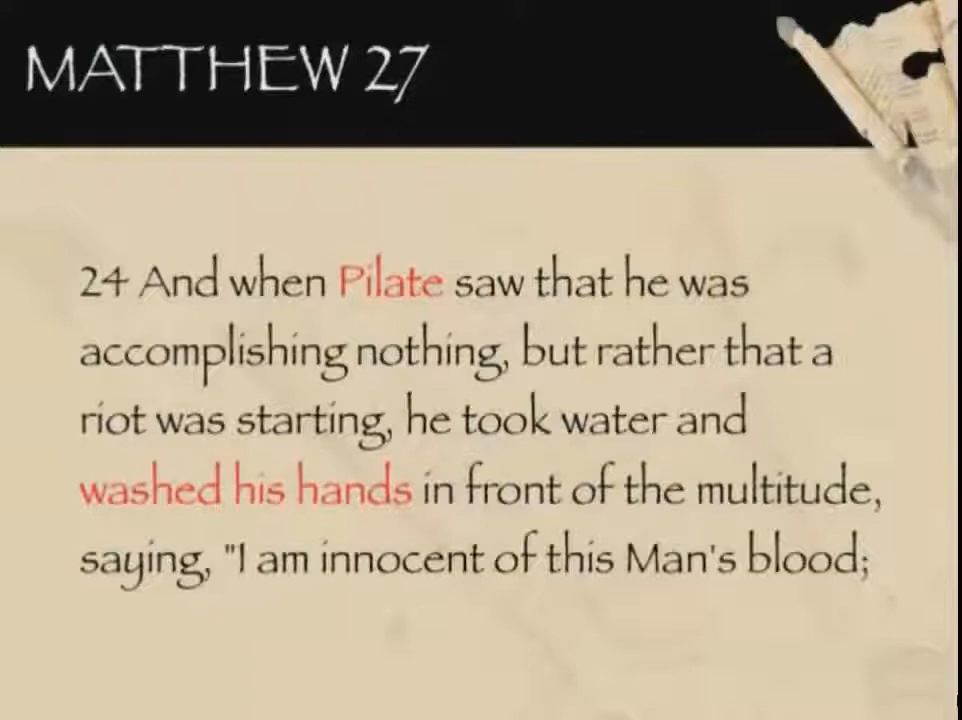 MATTHEW 27
24 And when Pilate saw that he was
accomplishing nothing, but rather that a
riot was starting, he took water and
washed his hands in front of the multitude,
saying, "I am innocent of this Man's blood;